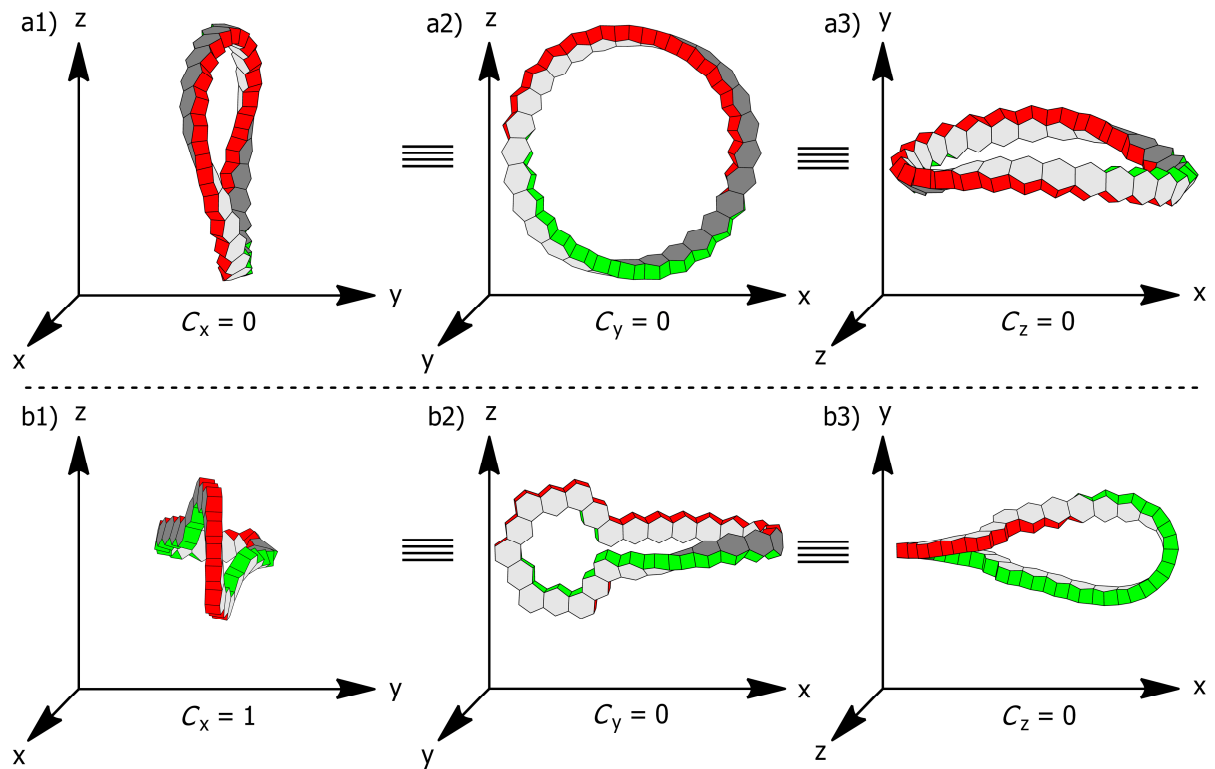 a1) z a2) z a3) y
y x x
x y z
Cx = 0 Cy = 0 Cz = 0
b1) z b2) z b3) y
y x x
Cx = 1 Cy = 0 Cz = 0
x y z